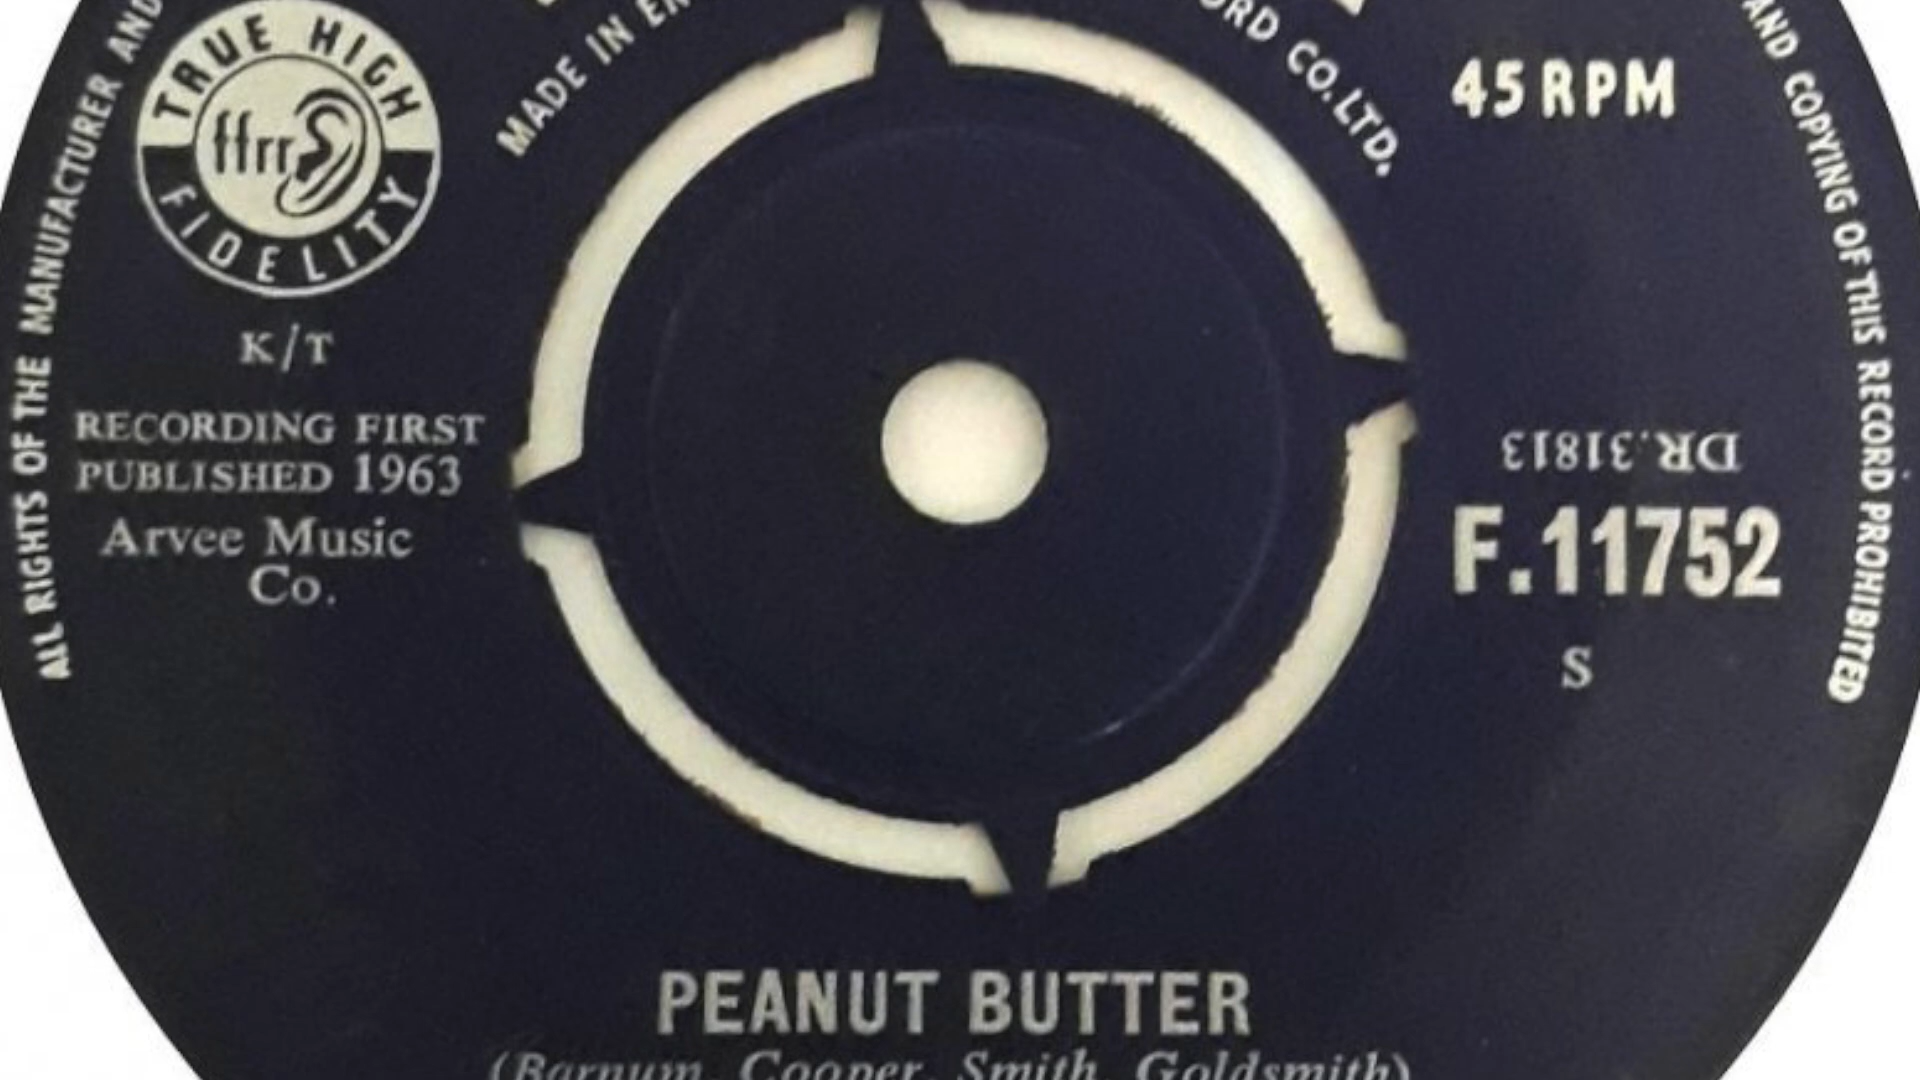 ALL RIGHTS OF THE MANUFACTURER AND
TRUE HIGH
ffrr
FIDELITY
MADE IN
CO. LTD.
45 RPM
AND COPYING OF THIS RECORD PROHIBITED
K/T
RECORDING FIRST
PUBLISHED 1963
Arvee Music
Co.
DR.31813
F.11752
S
PEANUT BUTTER
(Barnum, Cooper, Smith, Goldsmith)